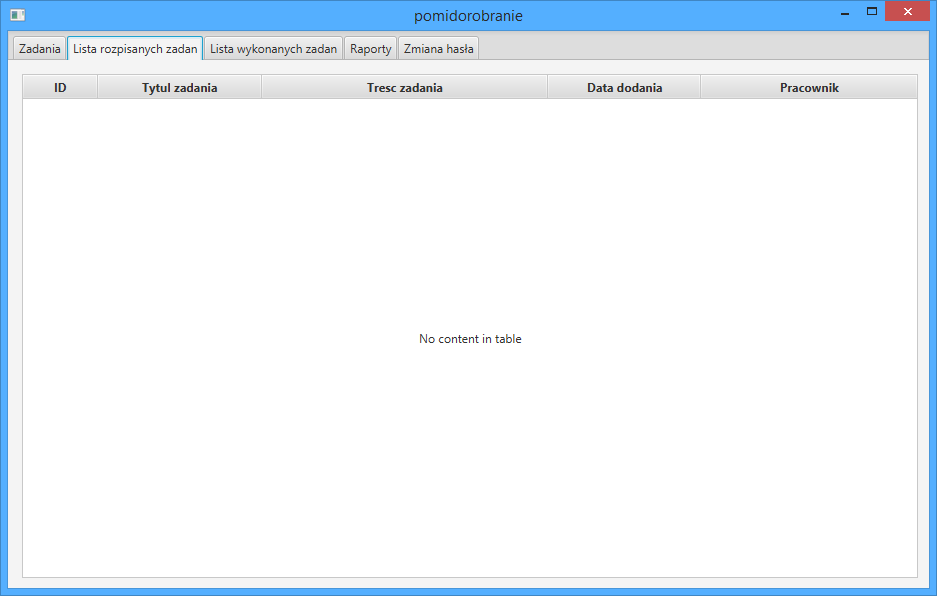 pomidorobranie
Zadania Lista rozpisanych zadan Lista wykonanych zadan Raporty Zmiana hasła
ID Tytul zadania Tresc zadania Data dodania Pracownik
No content in table